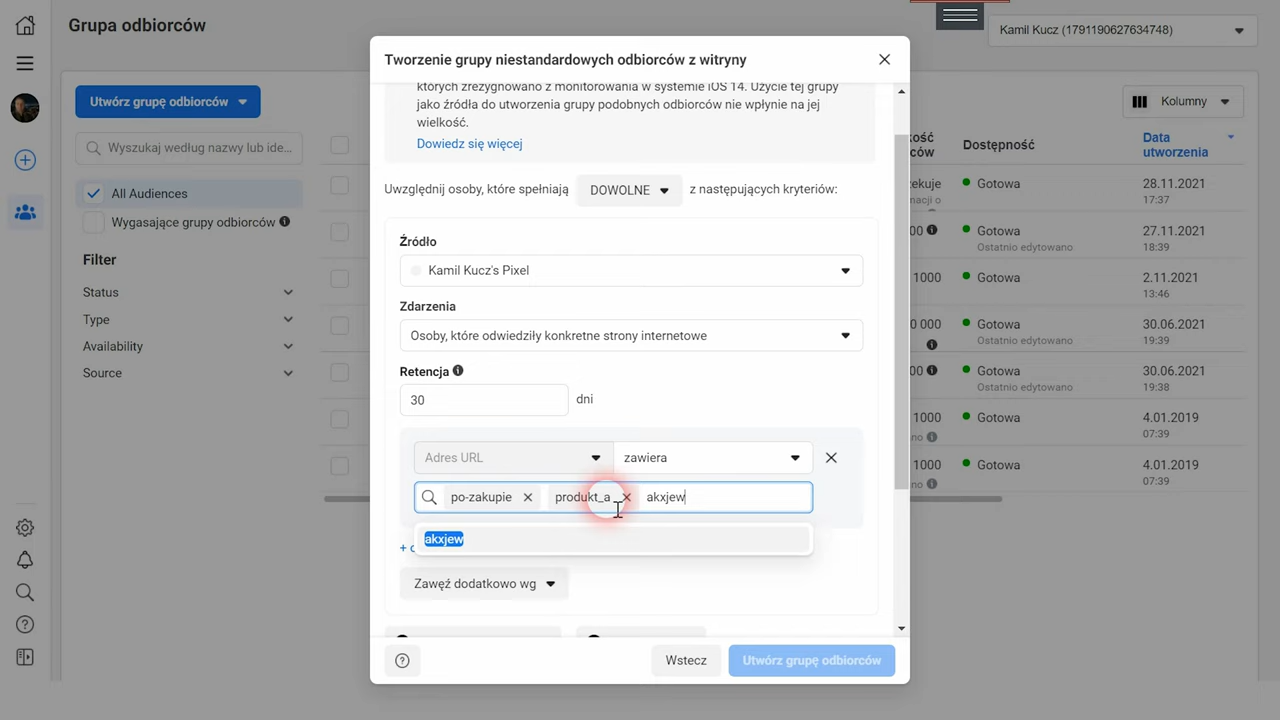 Grupa odbiorców
Kamil Kucz (1791190627634748)
Utwórz grupę odbiorców
Wyszukaj według nazwy lub ide...
All Audiences
Wygasające grupy odbiorców
Filter
Status
Type
Availability
Source
Tworzenie grupy niestandardowych odbiorców z witryny
których zrezygnowano z monitorowania w systemie iOS 14. Użycie tej grupy
jako źródła do utworzenia grupy podobnych odbiorców nie wpływie na jej
wielkość.
Dowiedz się więcej
Uwzględnij osoby, które spełniają DOWOLNE z następujących kryteriów:
Źródło
Kamil Kucz's Pixel
Zdarzenia
Osoby, które odwiedziły konkretne strony internetowe
Retencja
30 dni
Adres URL zawiera
po-zakupie produkt_a akxjew
akxjew
Zawęź dodatkowo wg
Wstecz Utwórz grupę odbiorców
Kolumny
Dostępność
Data
utworzenia
Gotowa 28.11.2021
17:37
Gotowa 27.11.2021
Ostatnio edytowano 18:39
1000 Gotowa 2.11.2021
13:46
000 Gotowa 30.06.2021
Ostatnio edytowano 19:39
Gotowa 30.06.2021
Ostatnio edytowano 19:38
1000 Gotowa 4.01.2019
07:39
1000 Gotowa 4.01.2019
07:39